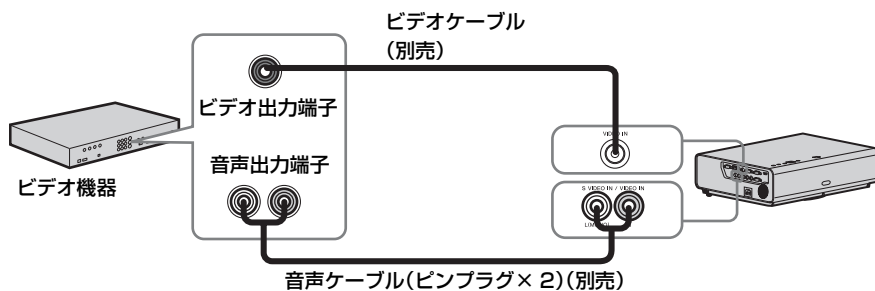 ビデオケーブル
(別売)
ビデオ出力端子
音声出力端子
ビデオ機器
VIDEO IN
S VIDEO IN / VIDEO IN
音声ケーブル(ピンプラグ× 2)(別売)